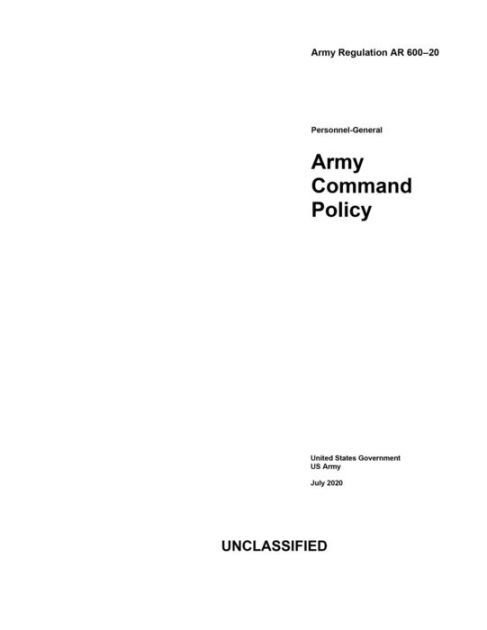 Army Regulation AR 600–20
Personnel-General
Army
Command
Policy
United States Government
US Army
July 2020
UNCLASSIFIED